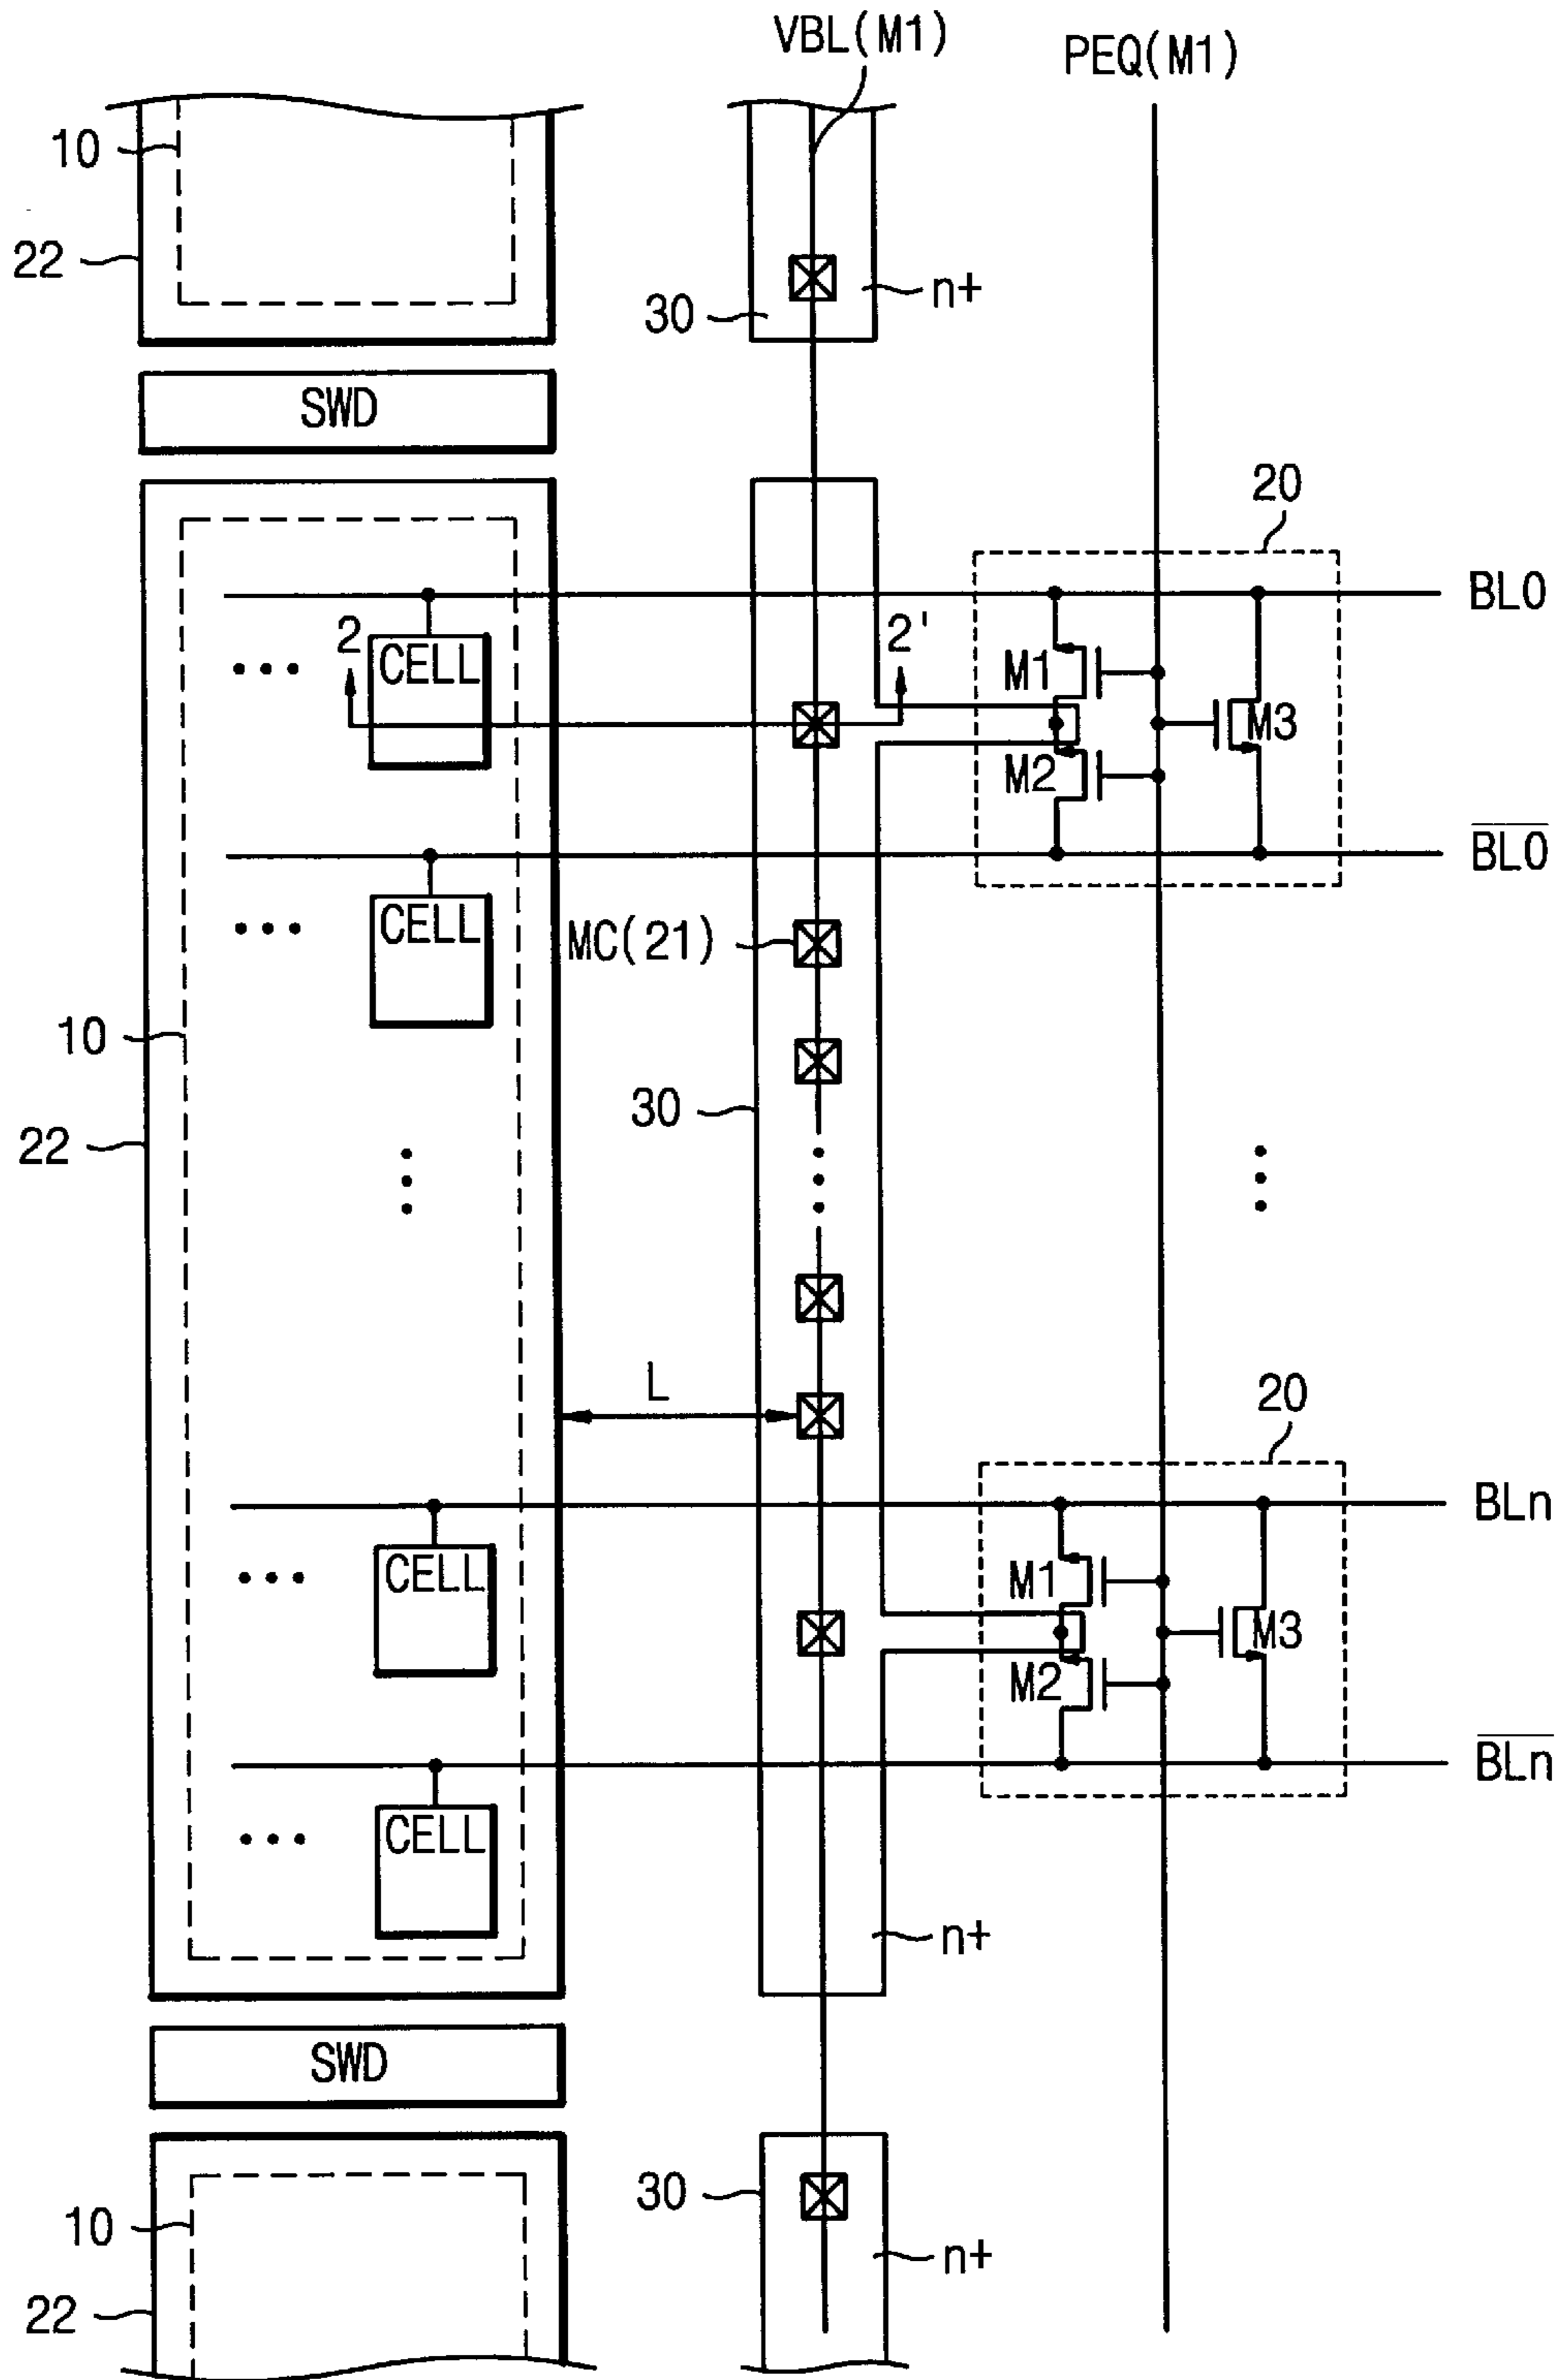 VBL(M1)
PEQ(M1)
10
22
30
n+
SWD
20
BL0
2
CELL
2'
M1
M3
M2
BL0
CELL
MC(21)
10
30
22
L
20
BLn
CELL
M1
M3
M2
BLn
CELL
n+
SWD
30
10
n+
22